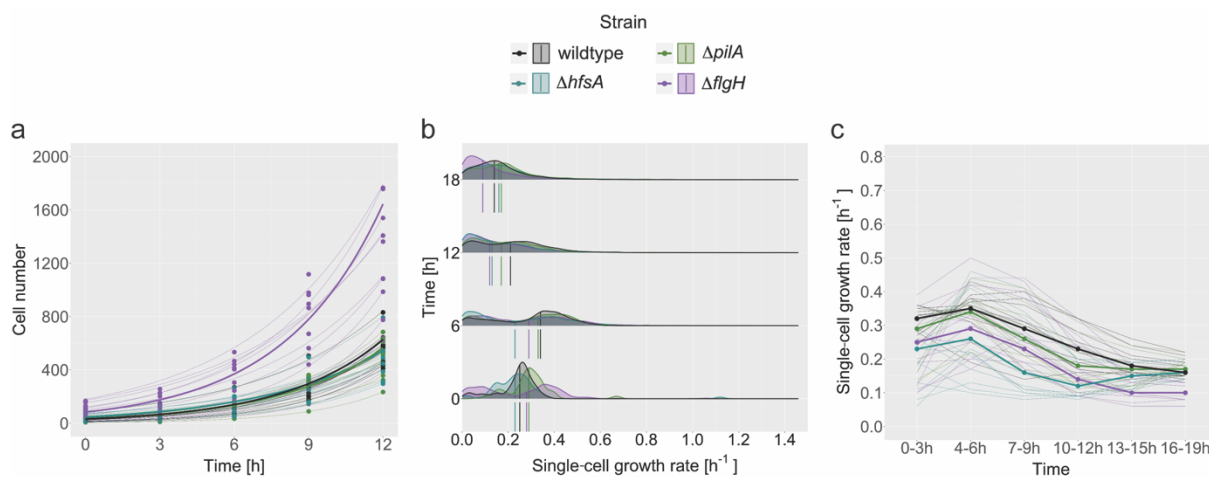 Strain
wildtype
ΔpilA
ΔhfsA
ΔflgH
a
2000
1600
1200
800
400
0
Cell number
0 3 6 9 12
Time [h]
b
18
12
6
0
Time [h]
0.0 0.2 0.4 0.6 0.8 1.0 1.2 1.4
Single-cell growth rate [h⁻¹]
c
0.8
0.7
0.6
0.5
0.4
0.3
0.2
0.1
0.0
Single-cell growth rate [h⁻¹]
0-3h 4-6h 7-9h 10-12h 13-15h 16-19h
Time